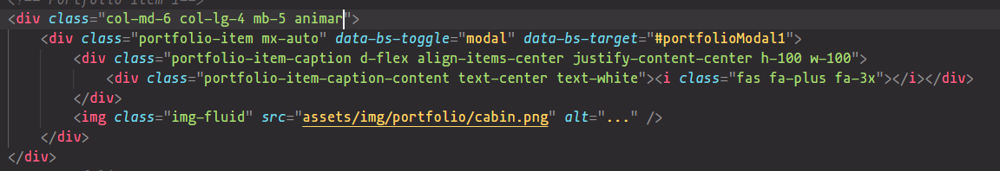 <!-- Portfolio Item 1-->
<div class="col-md-6 col-lg-4 mb-5 animar">
<div class="portfolio-item mx-auto" data-bs-toggle="modal" data-bs-target="#portfolioModal1">
<div class="portfolio-item-caption d-flex align-items-center justify-content-center h-100 w-100">
<div class="portfolio-item-caption-content text-center text-white"><i class="fas fa-plus fa-3x"></i></div>
</div>
<img class="img-fluid" src="assets/img/portfolio/cabin.png" alt="..." />
</div>
</div>